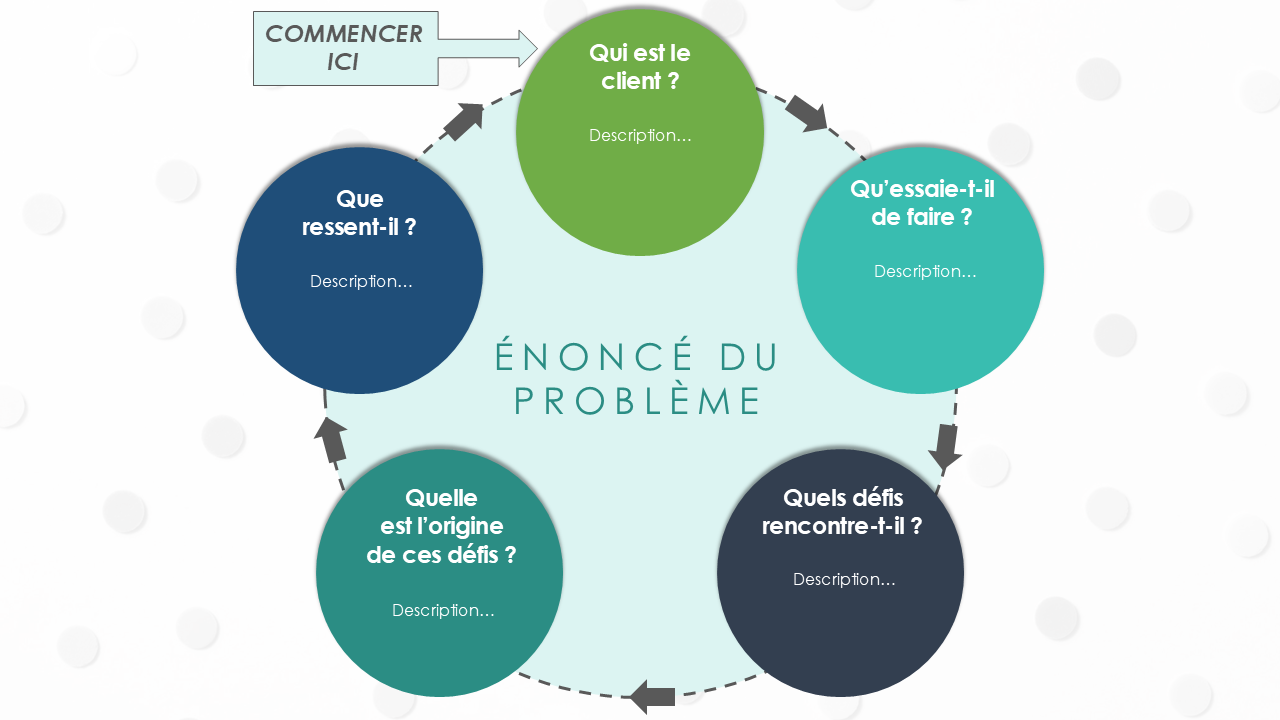 COMMENCER
ICI
Qui est le
client ?
Description…
Qu’essaie-t-il
de faire ?
Description…
Quels défis
rencontre-t-il ?
Description…
Quelle
est l’origine
de ces défis ?
Description…
Que
ressent-il ?
Description…
ÉNONCÉ DU
PROBLÈME